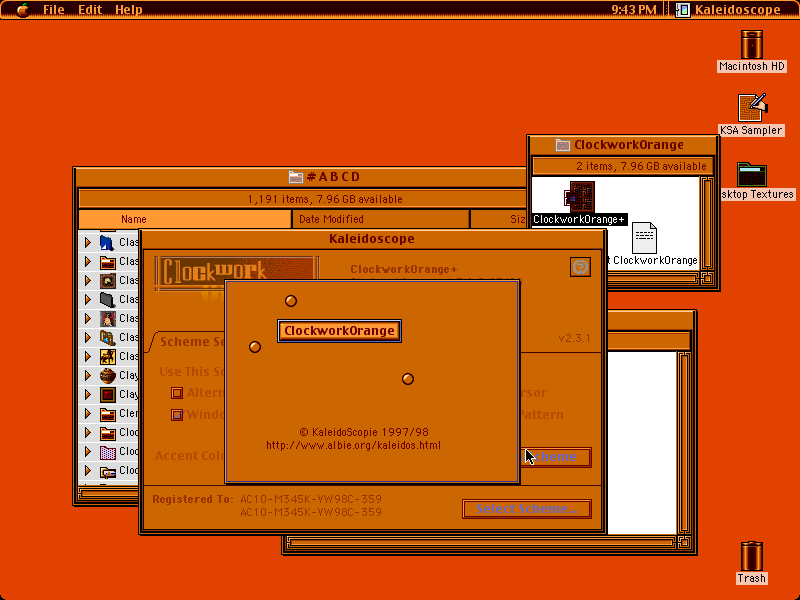 File Edit Help
9:43 PM
Kaleidoscope
Macintosh HD
KSA Sampler
sktop Textures
ClockworkOrange
2 items, 7.96 GB available
ClockworkOrange+
t ClockworkOrange
#ABCD
1,191 items, 7.96 GB available
Name
Date Modified
Siz
Clas
Clas
Clas
Clas
Clas
Clas
Clas
Clay
Clay
Cler
Cloc
Cloc
Cloc
Kaleidoscope
Clockwork
ClockworkOrange+
Scheme Se
v2.3.1
Use This S
Altern
rsor
Windo
Pattern
Accent Colo
Scheme
ClockworkOrange
© KaleidoScopie 1997/98
http://www.albie.org/kaleidos.html
Registered To: AC10-M345K-YW98C-359
AC10-M345K-YW98C-359
Select Scheme...
Trash